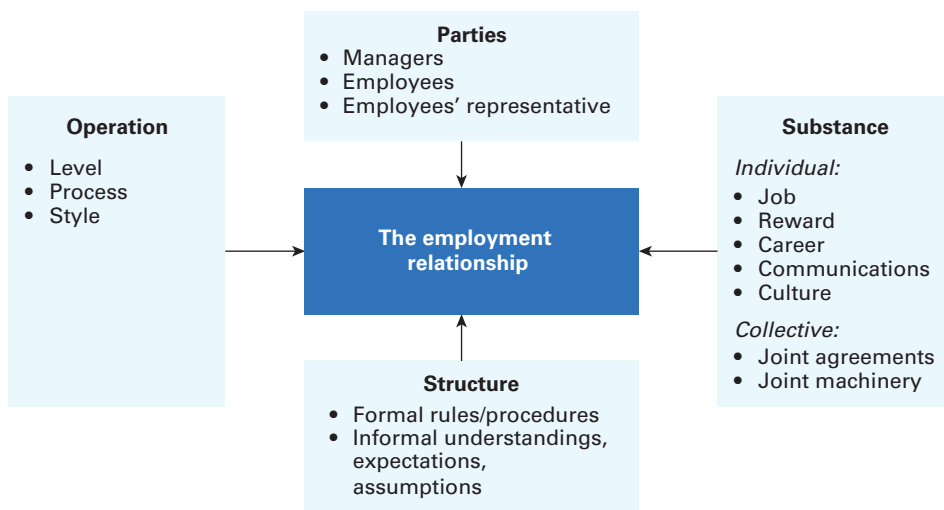 Parties
• Managers
• Employees
• Employees’ representative
Operation
• Level
• Process
• Style
The employment
relationship
Substance
Individual:
• Job
• Reward
• Career
• Communications
• Culture
Collective:
• Joint agreements
• Joint machinery
Structure
• Formal rules/procedures
• Informal understandings,
expectations,
assumptions